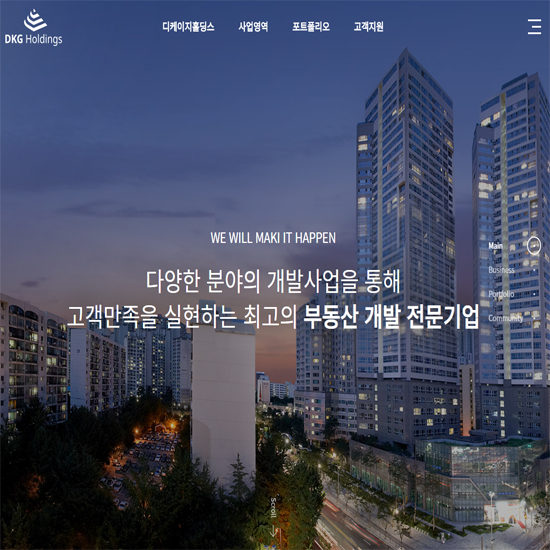 DKG Holdings
디케이지홀딩스 사업영역 포트폴리오 고객지원
WE WILL MAKI IT HAPPEN
다양한 분야의 개발사업을 통해
고객만족을 실현하는 최고의 부동산 개발 전문기업
Main
Business
Portfolio
Community
Scroll